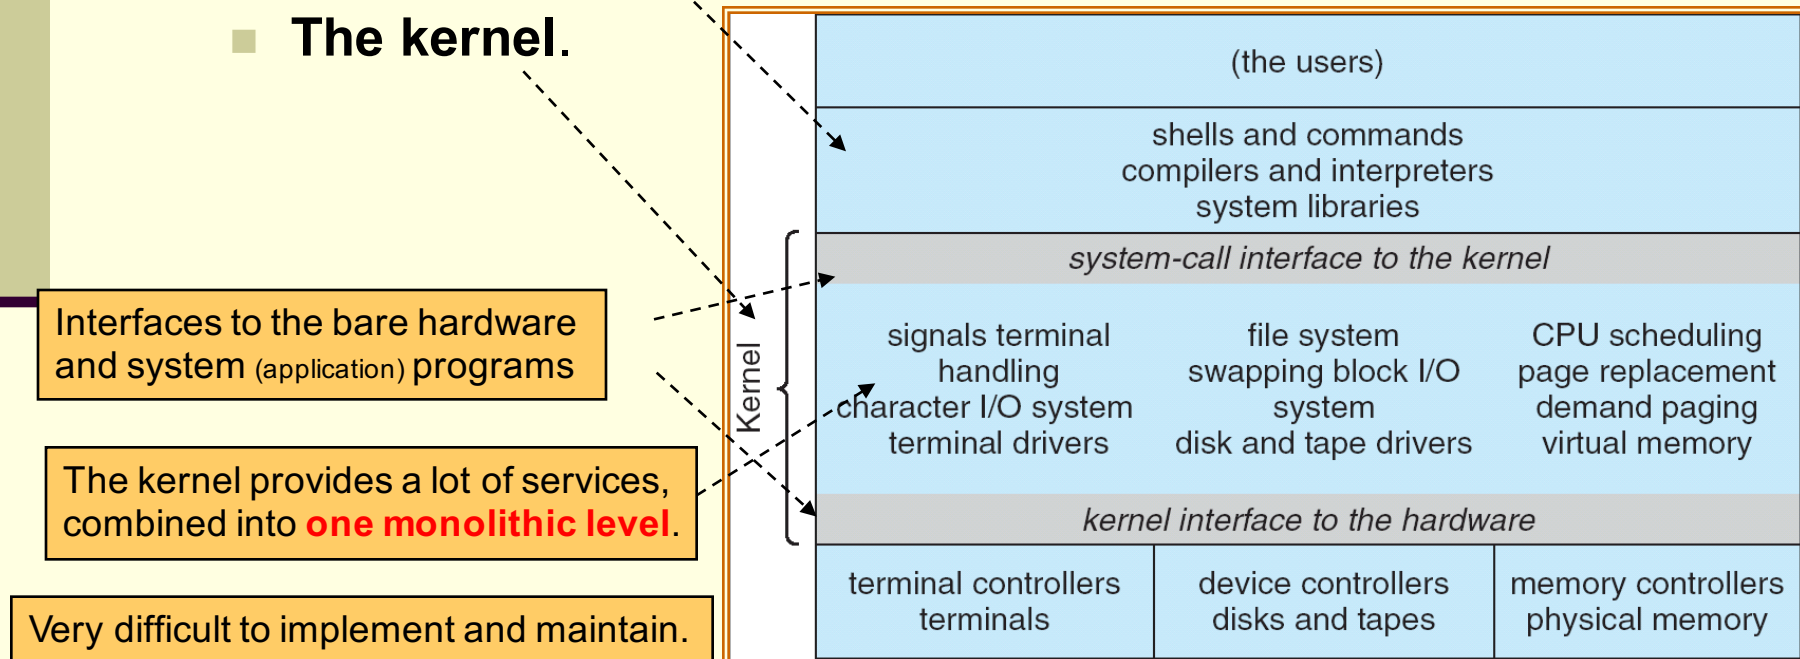 The kernel.
Interfaces to the bare hardware
and system (application) programs
The kernel provides a lot of services,
combined into one monolithic level.
Very difficult to implement and maintain.
Kernel
(the users)
shells and commands
compilers and interpreters
system libraries
system-call interface to the kernel
signals terminal
handling
character I/O system
terminal drivers
file system
swapping block I/O
system
disk and tape drivers
CPU scheduling
page replacement
demand paging
virtual memory
kernel interface to the hardware
terminal controllers
terminals
device controllers
disks and tapes
memory controllers
physical memory